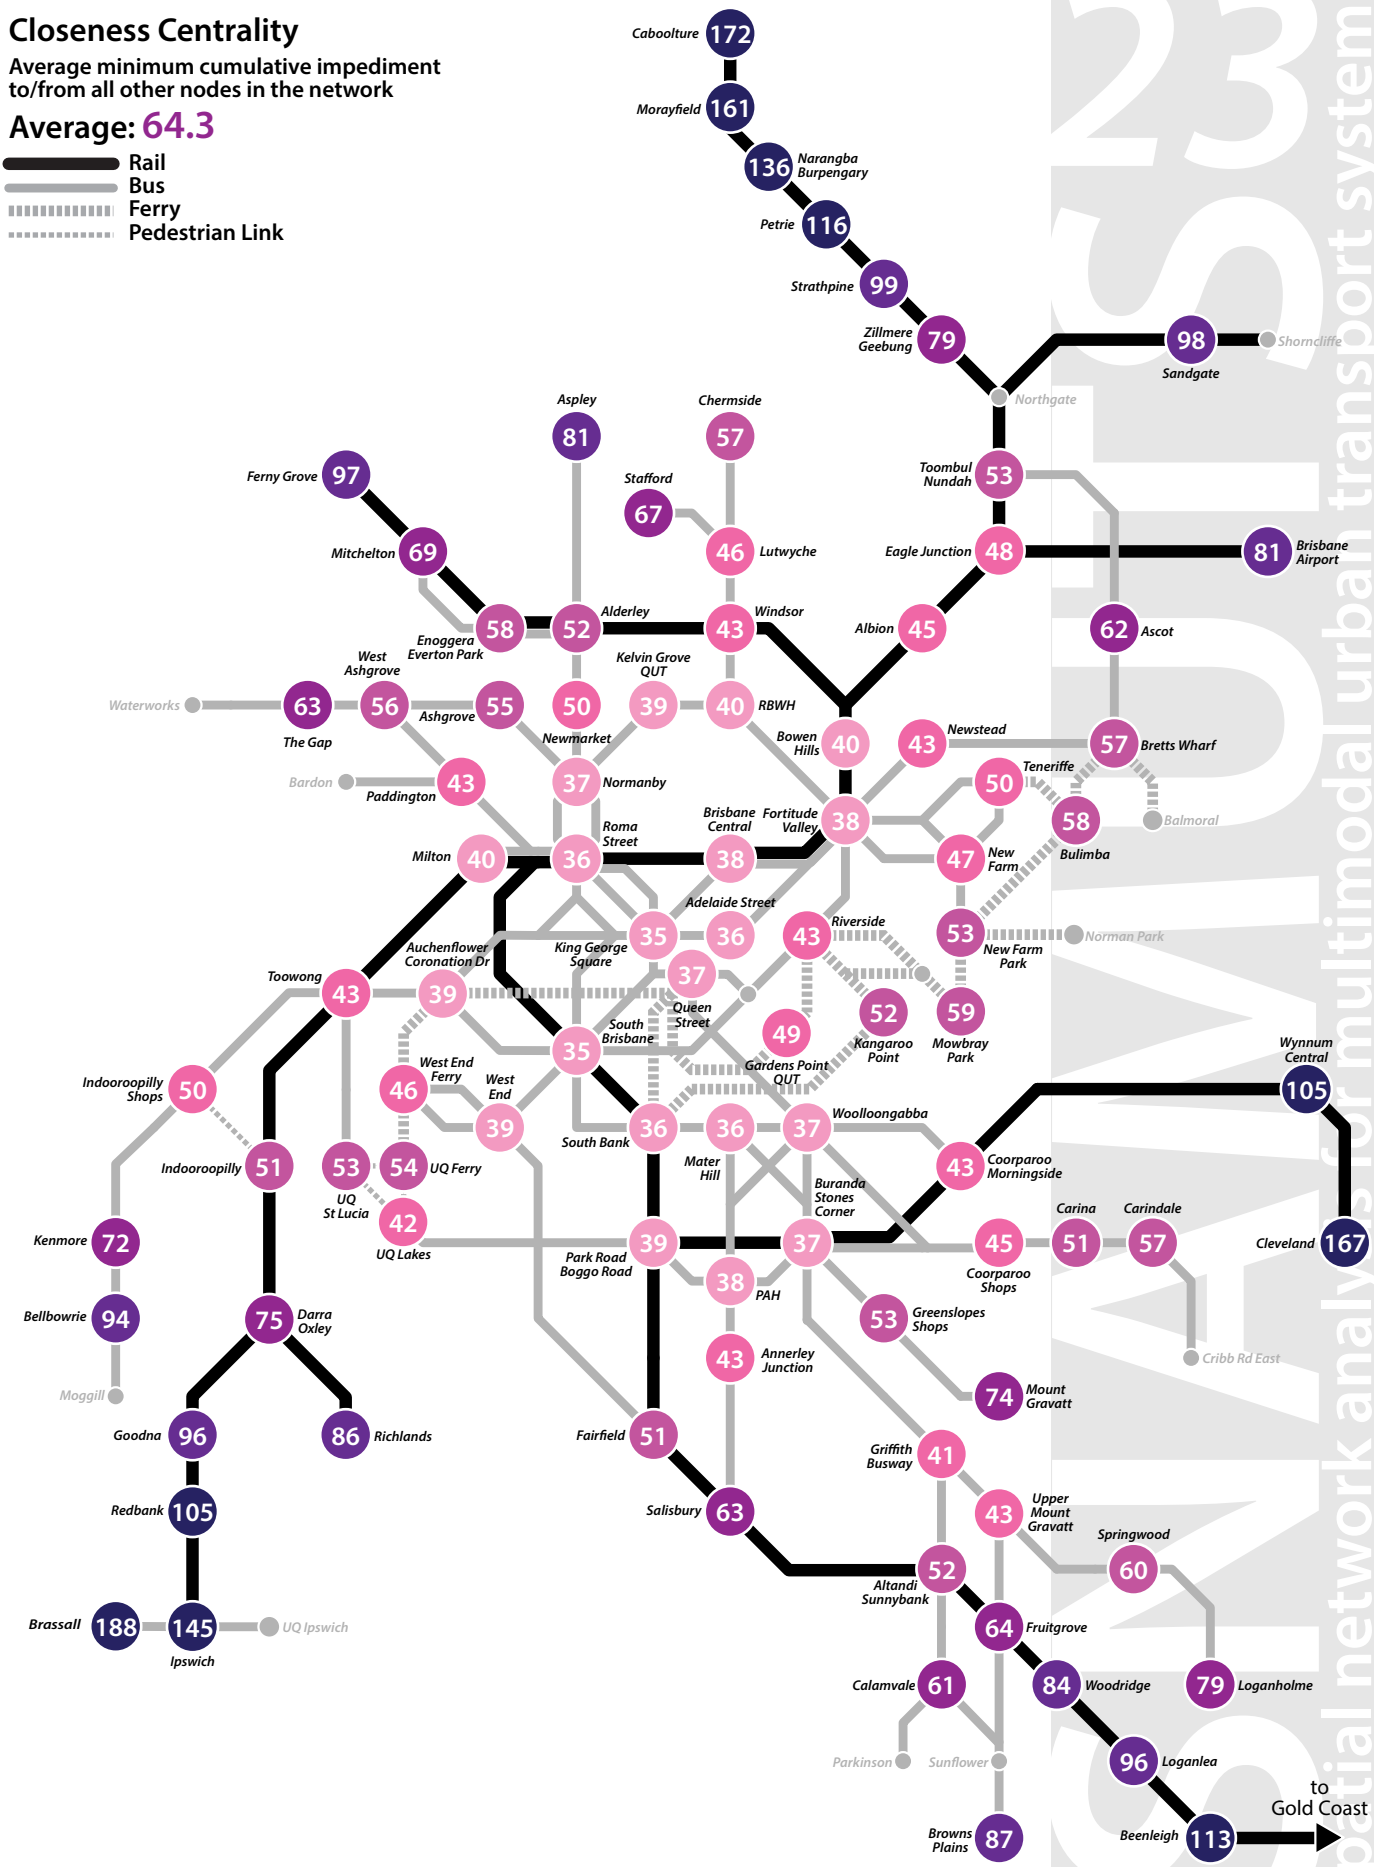 Closeness Centrality
Average minimum cumulative impediment
to/from all other nodes in the network
Average: 64.3
Rail
Bus
Ferry
Pedestrian Link
23
SNAMUTS
spatial network analysis for multimodal urban transport systems
Caboolture
172
Morayfield
161
136
Narangba
Burpengary
Petrie
116
Strathpine
99
Zillmere
Geebung
79
98
Sandgate
Shorncliffe
Northgate
Aspley
81
Chermside
57
Ferny Grove
97
Stafford
67
Toombul
Nundah
53
Mitchelton
69
46
Lutwyche
Eagle Junction
48
81
Brisbane
Airport
Enoggera
Everton Park
58
52
Alderley
43
Windsor
Albion
45
62
Ascot
Waterworks
63
The Gap
West
Ashgrove
56
Ashgrove
55
50
Newmarket
Kelvin Grove
QUT
39
40
RBWH
Bowen
Hills
40
43
Newstead
57
Bretts Wharf
Bardon
Paddington
43
37
Normanby
50
Teneriffe
Fortitude
Valley
38
58
Bulimba
Balmoral
Milton
40
Roma
Street
36
Brisbane
Central
38
47
New
Farm
Adelaide Street
36
King George
Square
35
43
Riverside
53
New Farm
Park
Norman Park
Toowong
43
Auchenflower
Coronation Dr
39
37
Queen
Street
49
Gardens Point
QUT
52
Kangaroo
Point
59
Mowbray
Park
South
Brisbane
35
Indooroopilly
Shops
50
West End
Ferry
46
West
End
39
Wynnum
Central
105
South Bank
36
Mater
Hill
36
37
Woolloongabba
43
Coorparoo
Morningside
Indooroopilly
51
53
UQ
St Lucia
54
UQ Ferry
42
UQ Lakes
Kenmore
72
Park Road
Boggo Road
39
Buranda
Stones
Corner
37
45
Coorparoo
Shops
Carina
51
Carindale
57
Cleveland
167
38
PAH
Bellbowrie
94
75
Darra
Oxley
53
Greenslopes
Shops
43
Annerley
Junction
Cribb Rd East
Moggill
74
Mount
Gravatt
Goodna
96
86
Richlands
Fairfield
51
Griffith
Busway
41
Redbank
105
Salisbury
63
43
Upper
Mount
Gravatt
Springwood
60
Altandi
Sunnybank
52
Brassall
188
145
Ipswich
UQ Ipswich
64
Fruitgrove
Calamvale
61
84
Woodridge
79
Loganholme
Parkinson
Sunflower
96
Loganlea
to
Gold Coast
Browns
Plains
87
Beenleigh
113